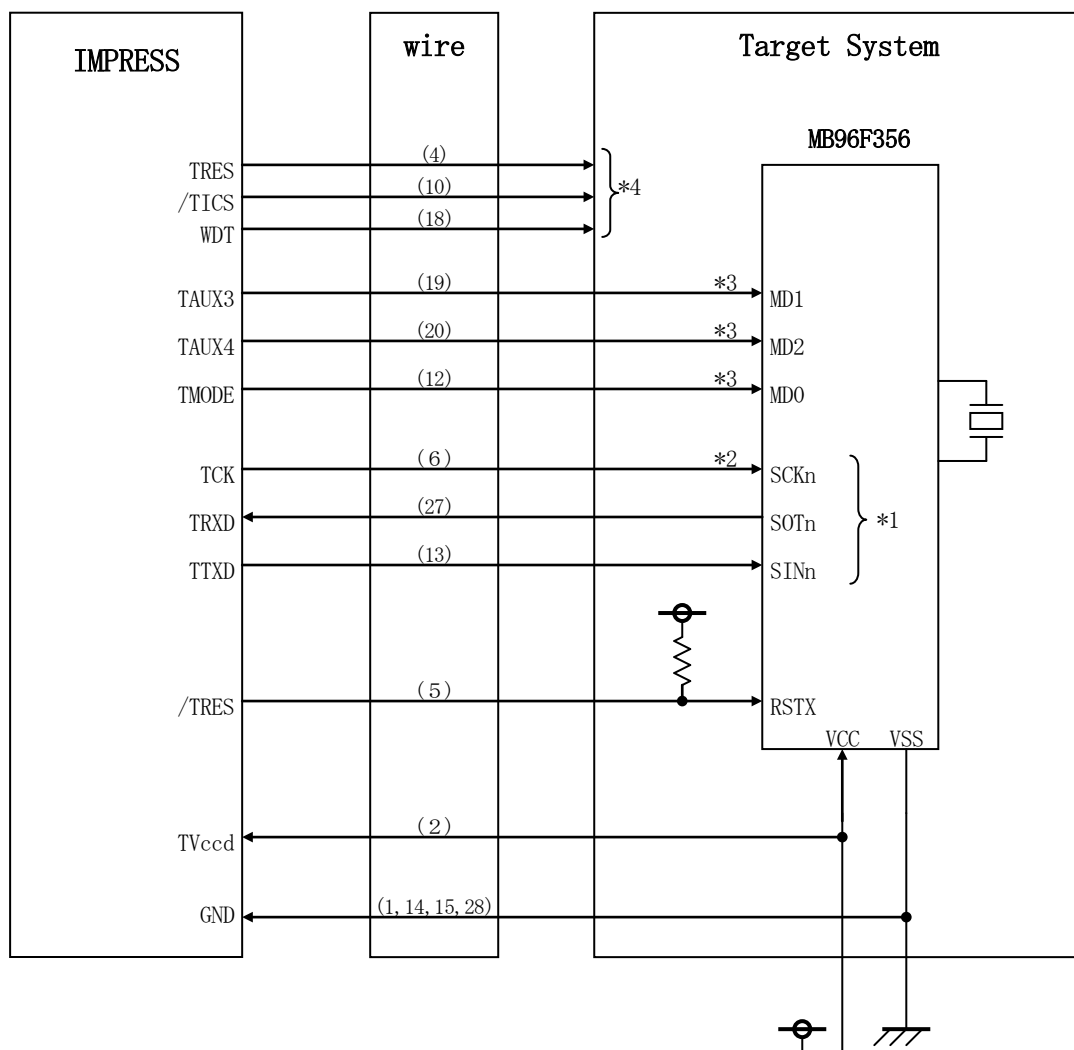 IMPRESS
wire
Target System
MB96F356
TRES (4)
/TICS (10) *4
WDT (18)
TAUX3 (19) *3 MD1
TAUX4 (20) *3 MD2
TMODE (12) *3 MD0
TCK (6) *2 SCKn
TRXD (27) SOTn *1
TTXD (13) SINn
/TRES (5) RSTX
VCC VSS
TVccd (2)
GND (1,14,15,28)